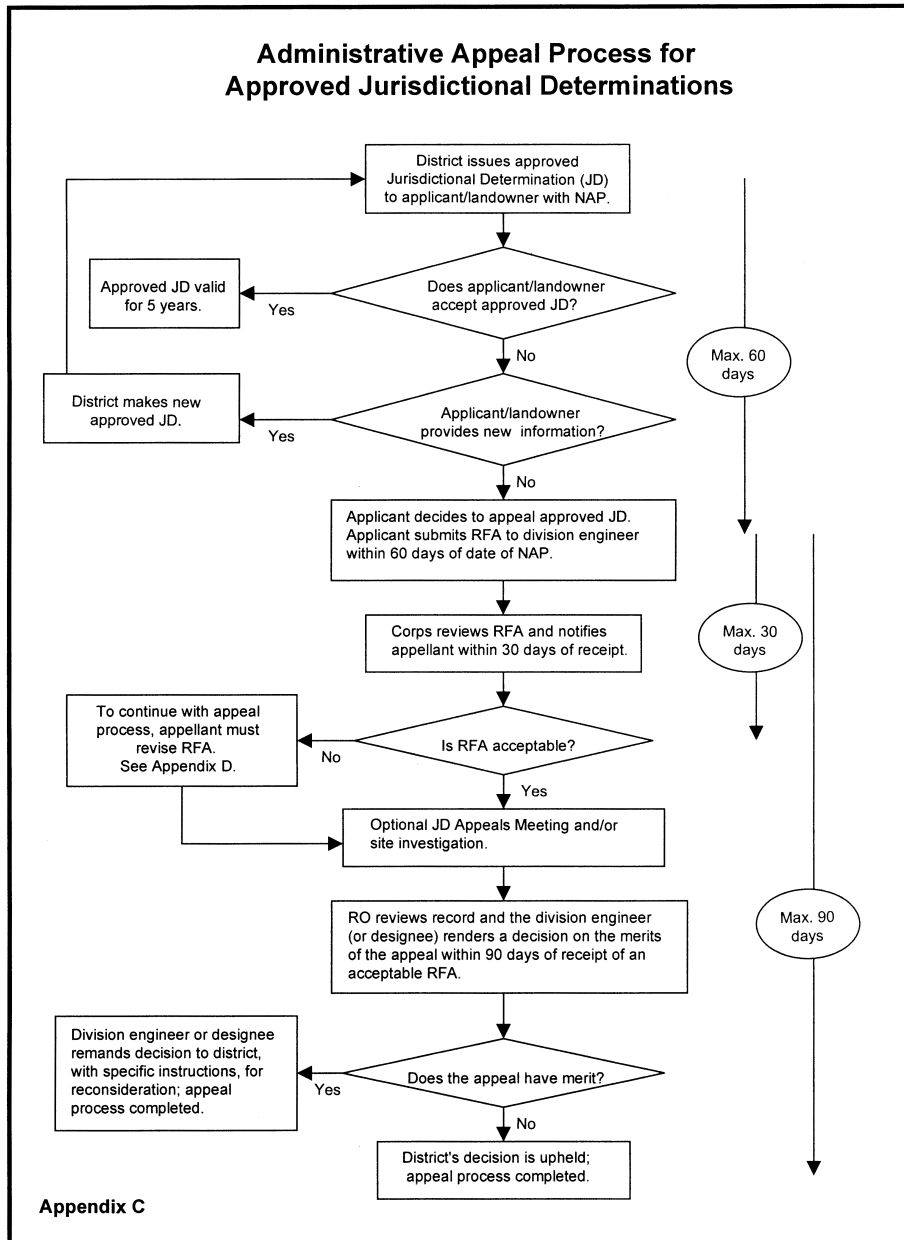 Administrative Appeal Process for
Approved Jurisdictional Determinations
District issues approved
Jurisdictional Determination (JD)
to applicant/landowner with NAP.
Does applicant/landowner
accept approved JD?
Yes
Approved JD valid
for 5 years.
No
Max. 60
days
Applicant/landowner
provides new information?
Yes
District makes new
approved JD.
No
Applicant decides to appeal approved JD.
Applicant submits RFA to division engineer
within 60 days of date of NAP.
Corps reviews RFA and notifies
appellant within 30 days of receipt.
Max. 30
days
Is RFA acceptable?
No
To continue with appeal
process, appellant must
revise RFA.
See Appendix D.
Yes
Optional JD Appeals Meeting and/or
site investigation.
RO reviews record and the division engineer
(or designee) renders a decision on the merits
of the appeal within 90 days of receipt of an
acceptable RFA.
Max. 90
days
Does the appeal have merit?
Yes
Division engineer or designee
remands decision to district,
with specific instructions, for
reconsideration; appeal
process completed.
No
District's decision is upheld;
appeal process completed.
Appendix C